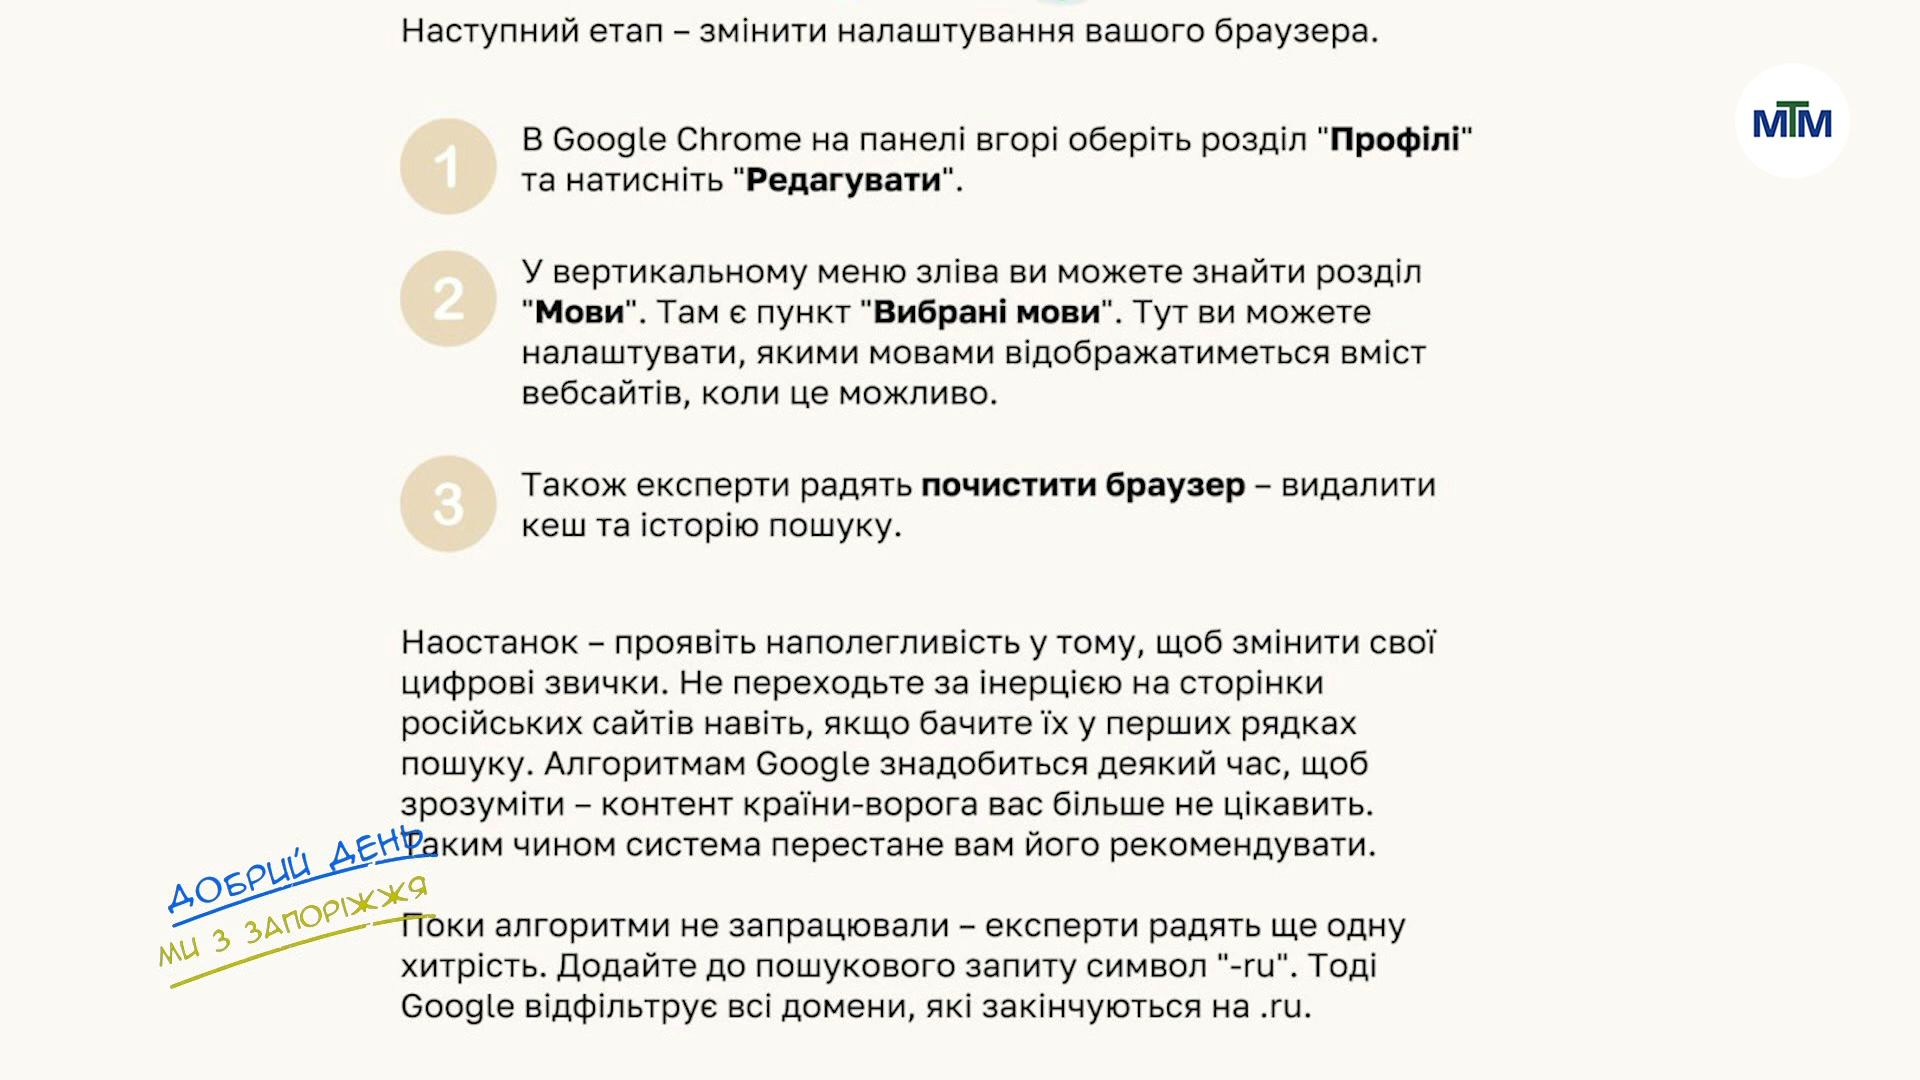 Наступний етап – змінити налаштування вашого браузера.
МТМ
1
В Google Chrome на панелі вгорі оберіть розділ "Профілі"
та натисніть "Редагувати".
2
У вертикальному меню зліва ви можете знайти розділ
"Мови". Там є пункт "Вибрані мови". Тут ви можете
налаштувати, якими мовами відображатиметься вміст
вебсайтів, коли це можливо.
3
Також експерти радять почистити браузер – видалити
кеш та історію пошуку.
Наостанок – проявіть наполегливість у тому, щоб змінити свої
цифрові звички. Не переходьте за інерцією на сторінки
російських сайтів навіть, якщо бачите їх у перших рядках
пошуку. Алгоритмам Google знадобиться деякий час, щоб
зрозуміти – контент країни-ворога вас більше не цікавить.
Таким чином система перестане вам його рекомендувати.
ДОБРИЙ ДЕНЬ
МИ З ЗАПОРІЖЖЯ
Поки алгоритми не запрацювали – експерти радять ще одну
хитрість. Додайте до пошукового запиту символ "-ru". Тоді
Google відфільтрує всі домени, які закінчуються на .ru.